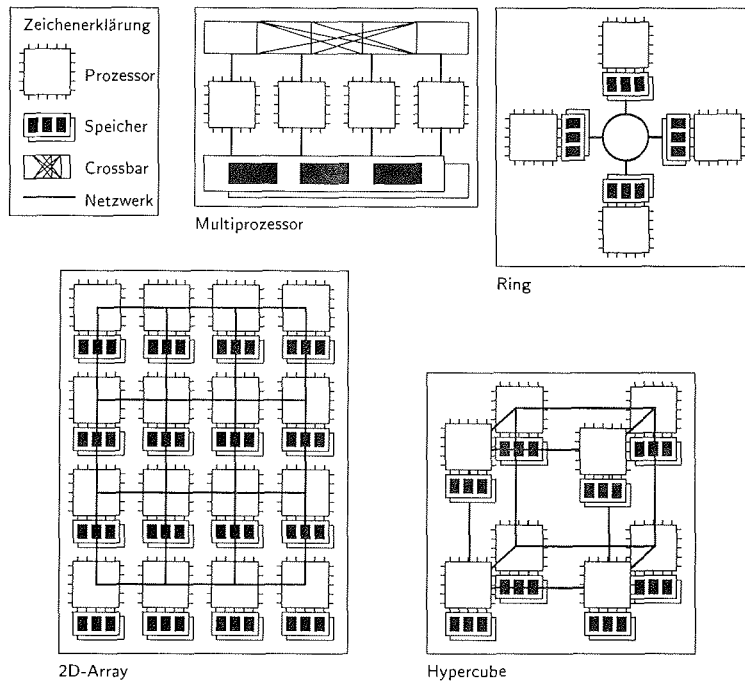 Zeichenerklärung
Prozessor
Speicher
Crossbar
Netzwerk
Multiprozessor
Ring
2D-Array
Hypercube